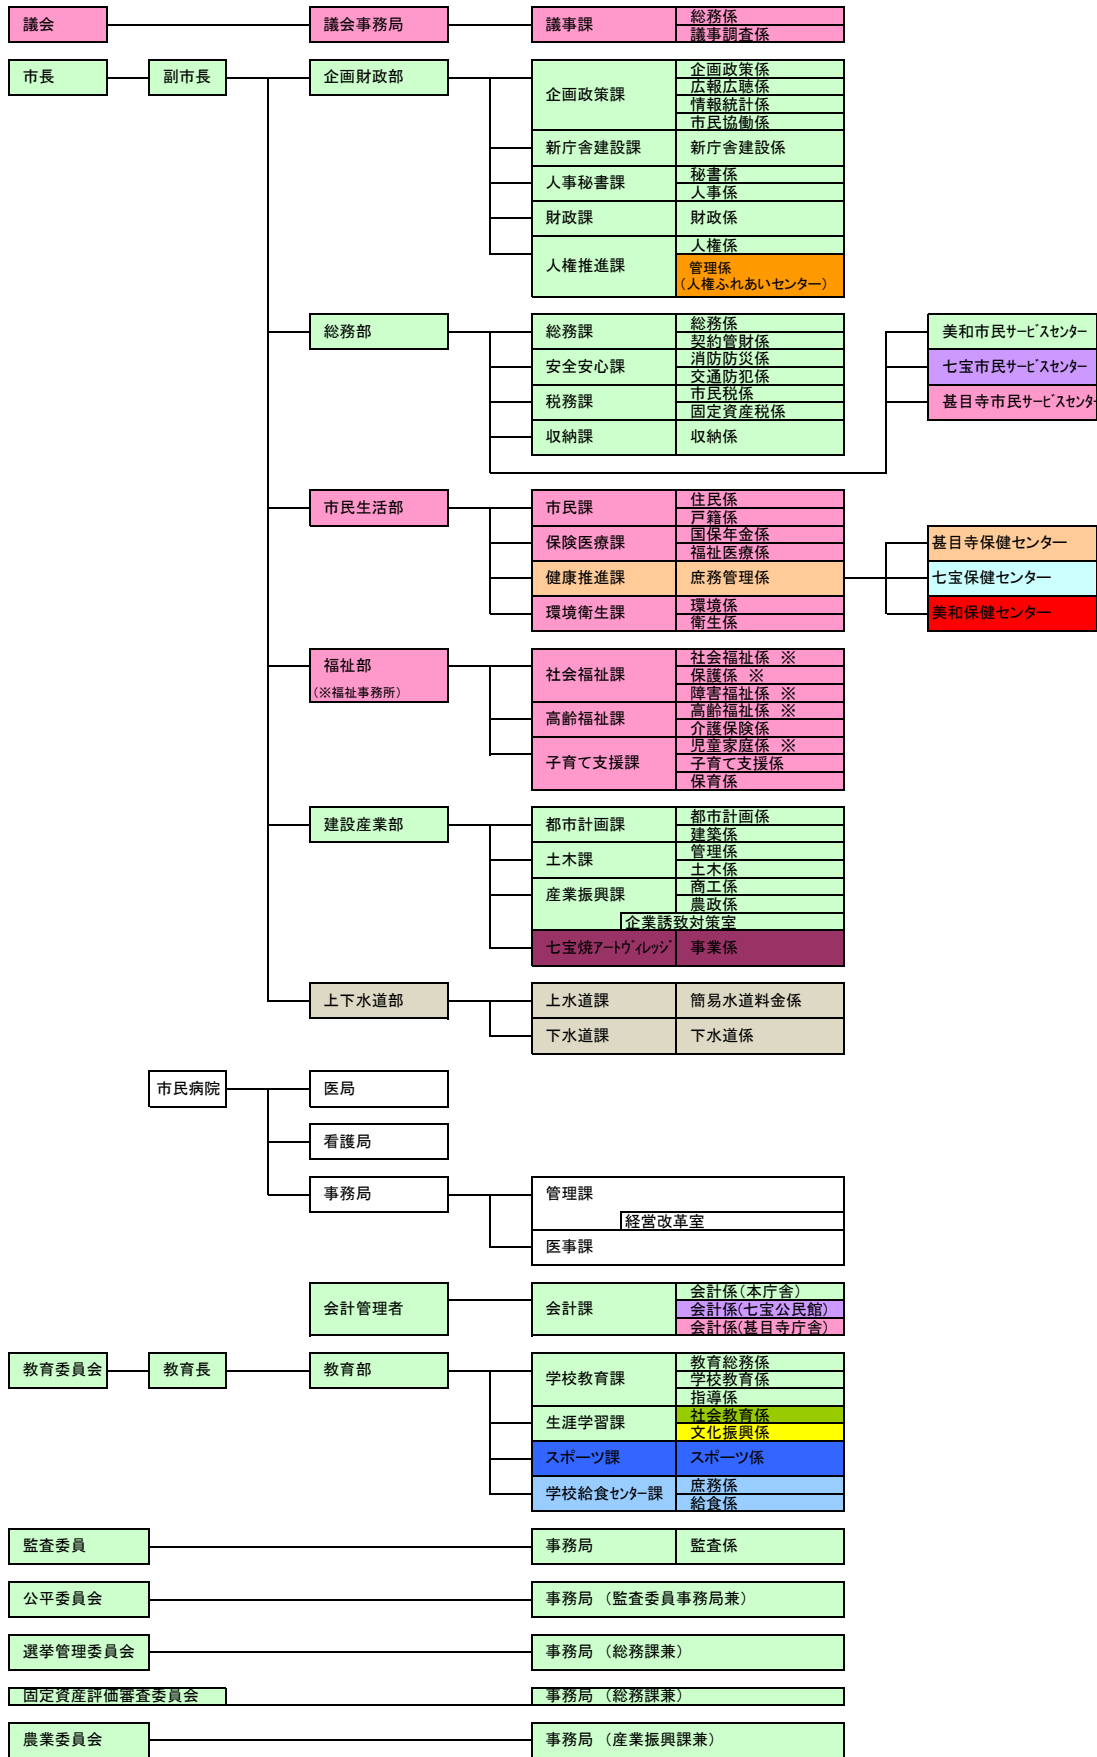 議会
議会事務局
議事課
総務係
議事調査係
市長
副市長
企画財政部
企画政策課
企画政策係
広報広聴係
情報統計係
市民協働係
新庁舎建設課
新庁舎建設係
人事秘書課
秘書係
人事係
財政課
財政係
人権推進課
人権係
管理係
（人権ふれあいセンター）
総務部
総務課
総務係
契約管財係
安全安心課
消防防災係
交通防犯係
税務課
市民税係
固定資産税係
収納課
収納係
美和市民ｻｰﾋﾞｽｾﾝﾀｰ
七宝市民ｻｰﾋﾞｽｾﾝﾀｰ
甚目寺市民ｻｰﾋﾞｽｾﾝﾀ
市民生活部
市民課
住民係
戸籍係
保険医療課
国保年金係
福祉医療係
健康推進課
庶務管理係
環境衛生課
環境係
衛生係
甚目寺保健センター
七宝保健センター
美和保健センター
福祉部
（※福祉事務所）
社会福祉課
社会福祉係 ※
保護係 ※
障害福祉係 ※
高齢福祉課
高齢福祉係 ※
介護保険係
子育て支援課
児童家庭係 ※
子育て支援係
保育係
建設産業部
都市計画課
都市計画係
建築係
土木課
管理係
土木係
産業振興課
商工係
農政係
企業誘致対策室
七宝焼ｱｰﾄｳﾞｨﾚｯｼﾞ
事業係
上下水道部
上水道課
簡易水道料金係
下水道課
下水道係
市民病院
医局
看護局
事務局
管理課
経営改革室
医事課
会計管理者
会計課
会計係（本庁舎）
会計係(七宝公民館)
会計係(甚目寺庁舎)
教育委員会
教育長
教育部
学校教育課
教育総務係
学校教育係
指導係
生涯学習課
社会教育係
文化振興係
スポーツ課
スポーツ係
学校給食ｾﾝﾀｰ課
庶務係
給食係
監査委員
事務局
監査係
公平委員会
事務局 （監査委員事務局兼）
選挙管理委員会
事務局 （総務課兼）
固定資産評価審査委員会
事務局 （総務課兼）
農業委員会
事務局 （産業振興課兼）